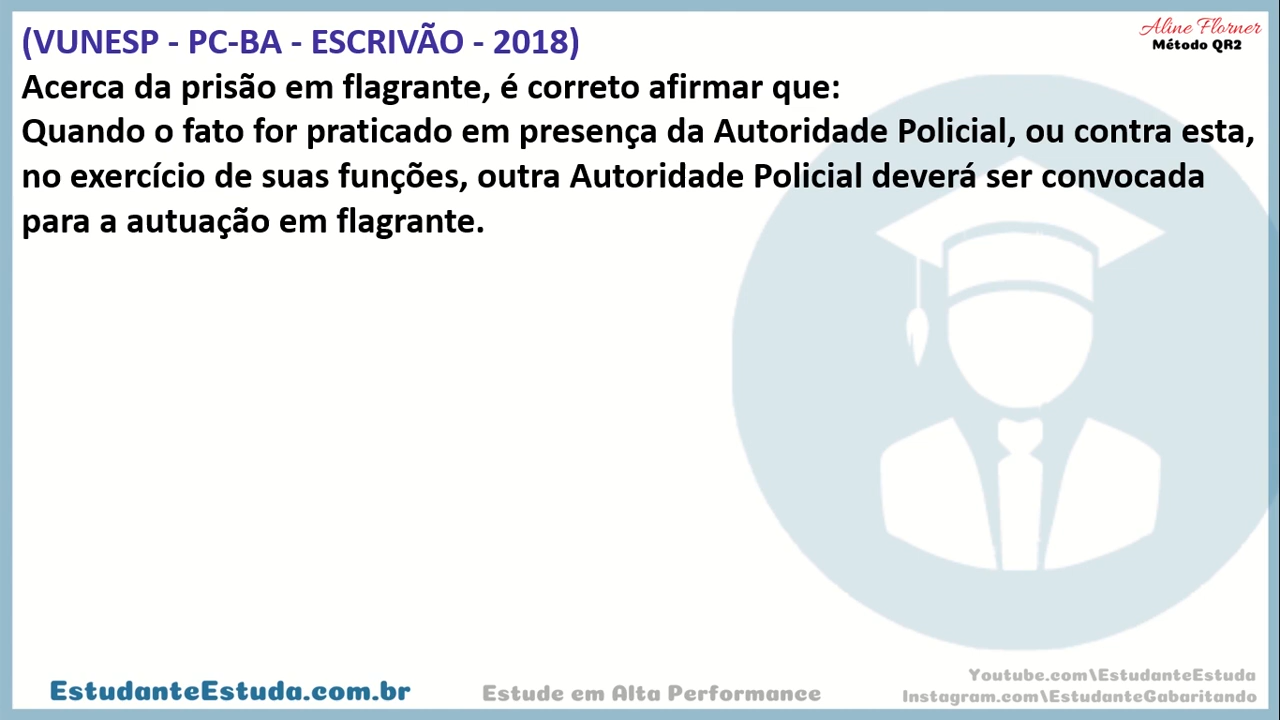 (VUNESP - PC-BA - ESCRIVÃO - 2018)
Aline Florner
Método QR2
Acerca da prisão em flagrante, é correto afirmar que:
Quando o fato for praticado em presença da Autoridade Policial, ou contra esta,
no exercício de suas funções, outra Autoridade Policial deverá ser convocada
para a autuação em flagrante.
EstudanteEstuda.com.br
Estude em Alta Performance
Youtube.com\EstudanteEstuda
Instagram.com\EstudanteGabaritando